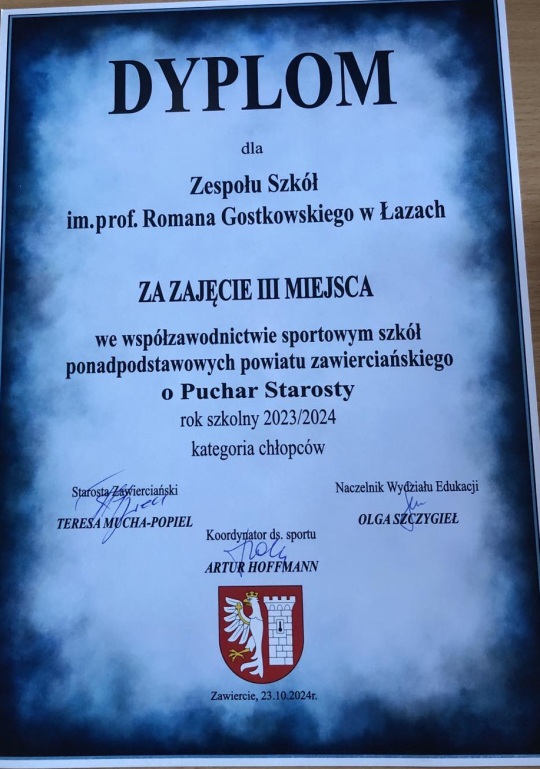 DYPLOM
dla
Zespołu Szkół
im.prof. Romana Gostkowskiego w Łazach
ZA ZAJĘCIE III MIEJSCA
we współzawodnictwie sportowym szkół
ponadpodstawowych powiatu zawierciańskiego
o Puchar Starosty
rok szkolny 2023/2024
kategoria chłopców
Starosta Zawierciański
TERESA MUCHA-POPIEL
Naczelnik Wydziału Edukacji
OLGA SZCZYGIEŁ
Koordynator ds. sportu
ARTUR HOFFMANN
Zawiercie, 23.10.2024r.